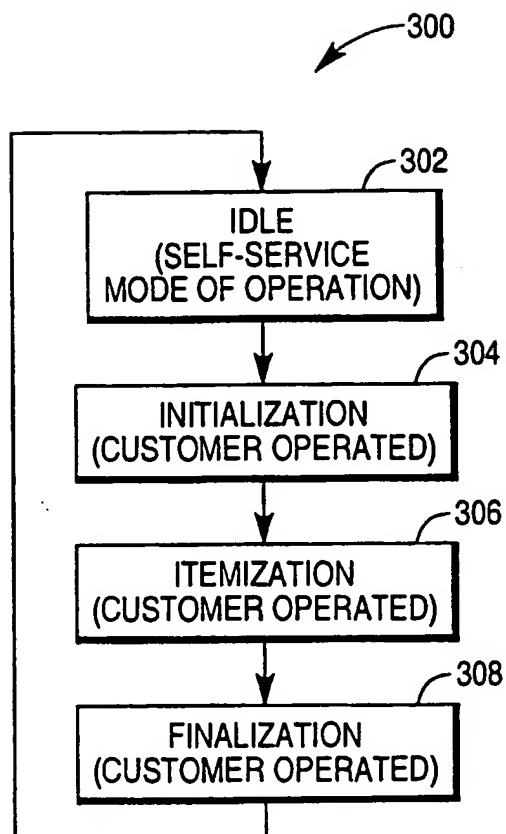 300
302
IDLE
(SELF-SERVICE
MODE OF OPERATION)
304
INITIALIZATION
(CUSTOMER OPERATED)
306
ITEMIZATION
(CUSTOMER OPERATED)
308
FINALIZATION
(CUSTOMER OPERATED)